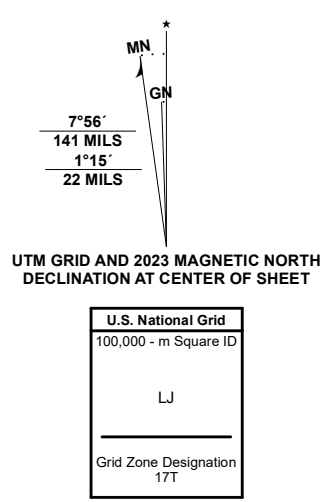 MN
GN
7°56´
141 MILS
1°15´
22 MILS
UTM GRID AND 2023 MAGNETIC NORTH
DECLINATION AT CENTER OF SHEET
U.S. National Grid
100,000 - m Square ID
LJ
Grid Zone Designation
17T